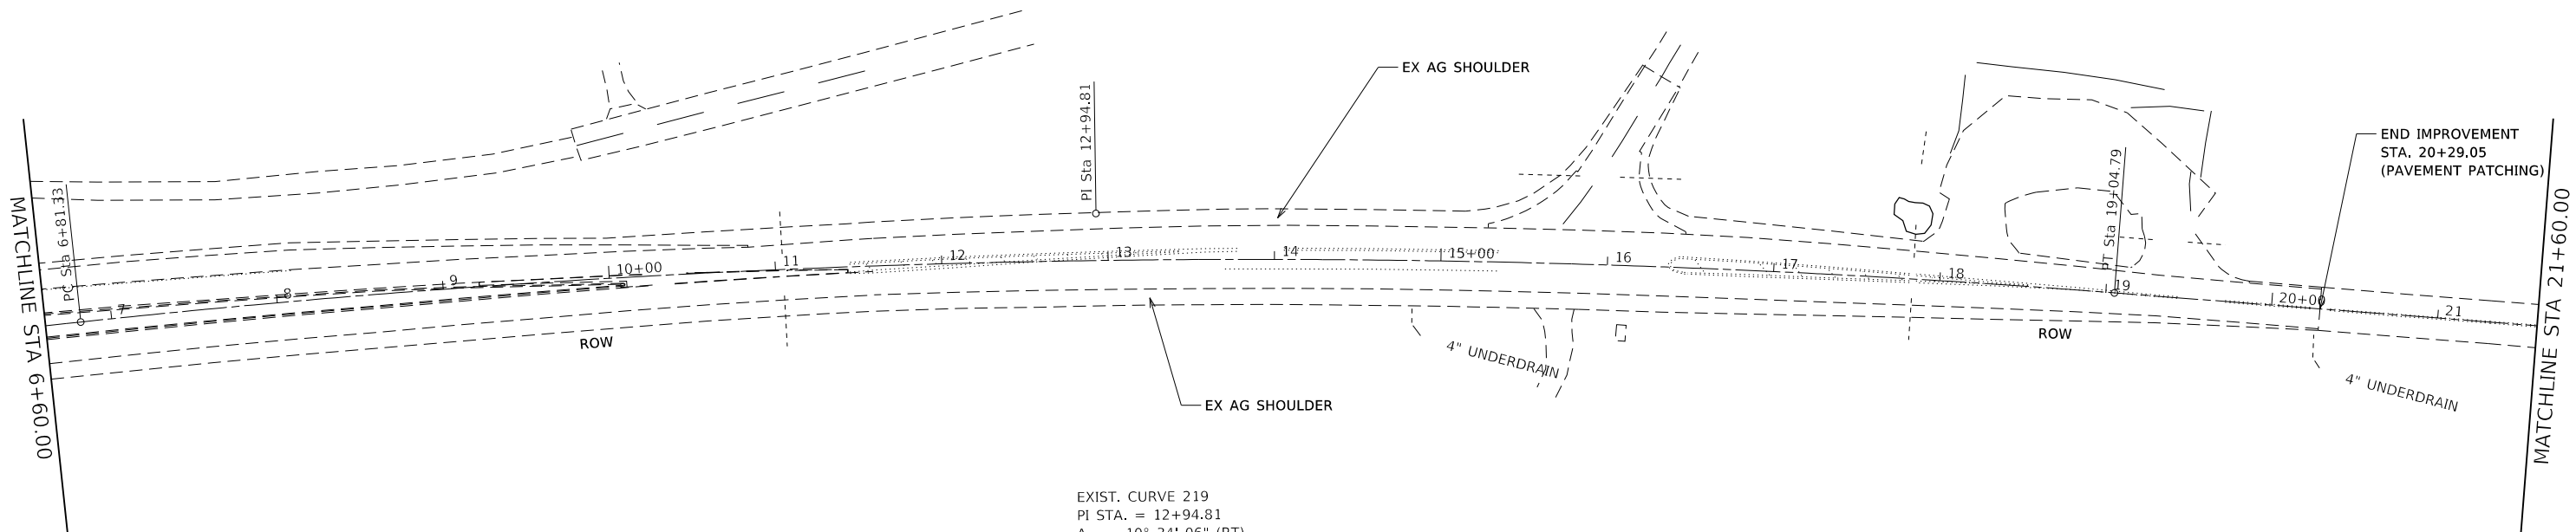 EX AG SHOULDER
PI Sta 12+94.81
END IMPROVEMENT
STA. 20+29.05
(PAVEMENT PATCHING)
MATCHLINE STA 6+60.00
PC Sta 6+81.33
PT Sta 19+04.79
MATCHLINE STA 21+60.00
7
8
9
10+00
11
12
13
14
15+00
16
17
18
19
20+00
21
ROW
ROW
4" UNDERDRAIN
4" UNDERDRAIN
EX AG SHOULDER
EXIST. CURVE 219
PI STA. = 12+94.81